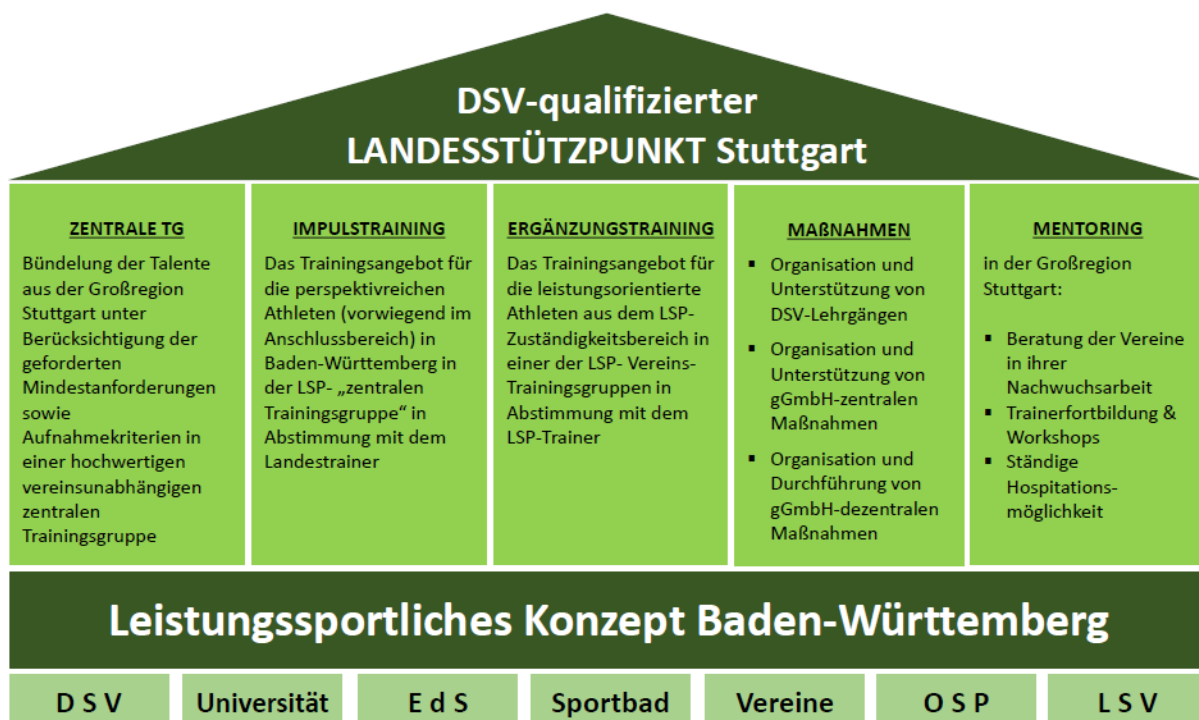 DSV-qualifizierter
LANDESSTÜTZPUNKT Stuttgart
ZENTRALE TG
Bündelung der Talente
aus der Großregion
Stuttgart unter
Berücksichtigung der
geforderten
Mindestanforderungen
sowie
Aufnahmekriterien in
einer hochwertigen
vereinsunabhängigen
zentralen
Trainingsgruppe
IMPULSTRAINING
Das Trainingsangebot für
die perspektivreichen
Athleten (vorwiegend im
Anschlussbereich) in
Baden-Württemberg in
der LSP- „zentralen
Trainingsgruppe“ in
Abstimmung mit dem
Landestrainer
ERGÄNZUNGSTRAINING
Das Trainingsangebot für
die leistungsorientierte
Athleten aus dem LSP-
Zuständigkeitsbereich in
einer der LSP- Vereins-
Trainingsgruppen in
Abstimmung mit dem
LSP-Trainer
MAßNAHMEN
▪ Organisation und
Unterstützung von
DSV-Lehrgängen
▪ Organisation und
Unterstützung von
gGmbH-zentralen
Maßnahmen
▪ Organisation und
Durchführung von
gGmbH-dezentralen
Maßnahmen
MENTORING
in der Großregion
Stuttgart:
▪ Beratung der Vereine
in ihrer
Nachwuchsarbeit
▪ Trainerfortbildung &
Workshops
▪ Ständige
Hospitations-
möglichkeit
Leistungssportliches Konzept Baden-Württemberg
D S V
Universität
E d S
Sportbad
Vereine
O S P
L S V